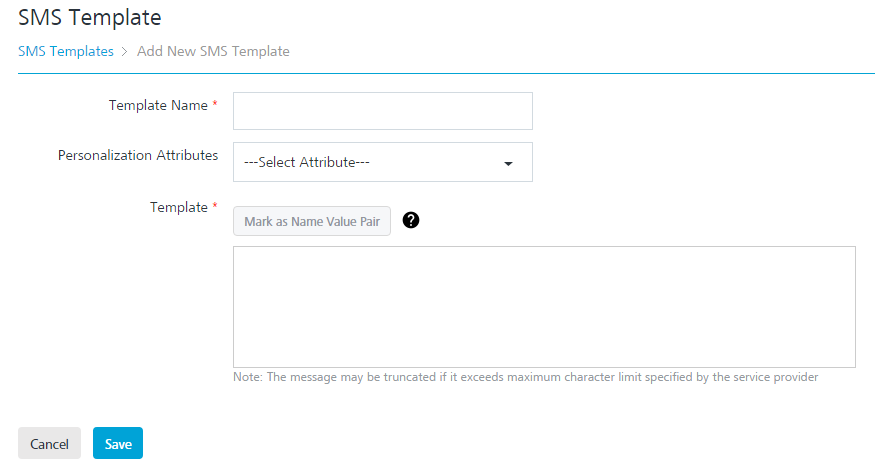 SMS Template
SMS Templates > Add New SMS Template
Template Name *
Personalization Attributes
---Select Attribute---
Template *
Mark as Name Value Pair ?
Note: The message may be truncated if it exceeds maximum character limit specified by the service provider
Cancel Save